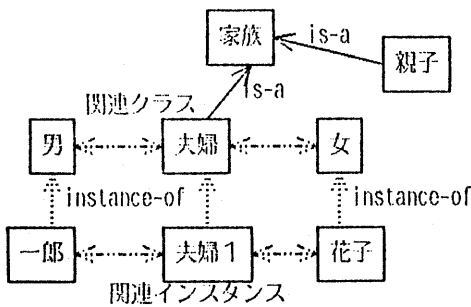 家族
is-a
親子
is-a
関連クラス
男
夫婦
女
instance-of
instance-of
一郎
夫婦1
花子
関連インスタンス